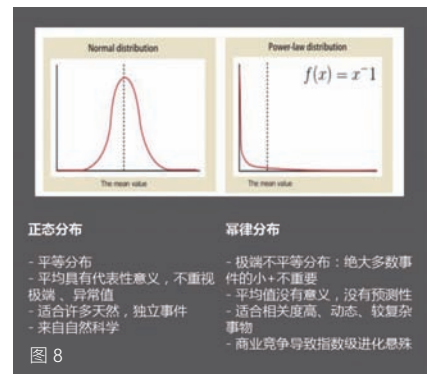 Normal distribution
Power-law distribution
f(x) = x⁻1
The mean value
The mean value
正态分布
- 平等分布
- 平均具有代表性意义，不重视
极端、异常值
- 适合许多天然，独立事件
- 来自自然科学
幂律分布
- 极端不平等分布：绝大多数事
件的小+不重要
- 平均值没有意义，没有预测性
- 适合相关度高、动态、较复杂
事物
- 商业竞争导致指数级进化悬殊
图 8